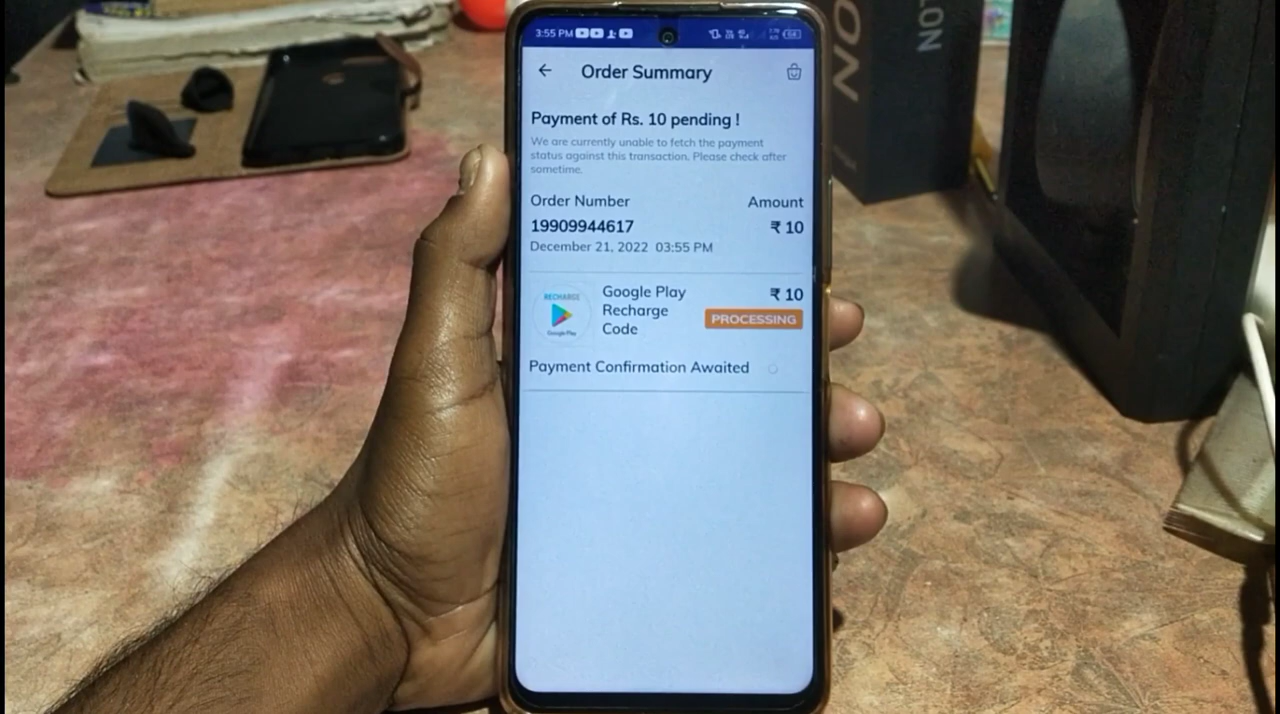 LON
ON
3:55 PM
Order Summary
Payment of Rs. 10 pending !
We are currently unable to fetch the payment
status against this transaction. Please check after
sometime.
Order Number Amount
19909944617 ₹ 10
December 21, 2022 03:55 PM
RECHARGE
Google Play
Google Play ₹ 10
Recharge PROCESSING
Code
Payment Confirmation Awaited